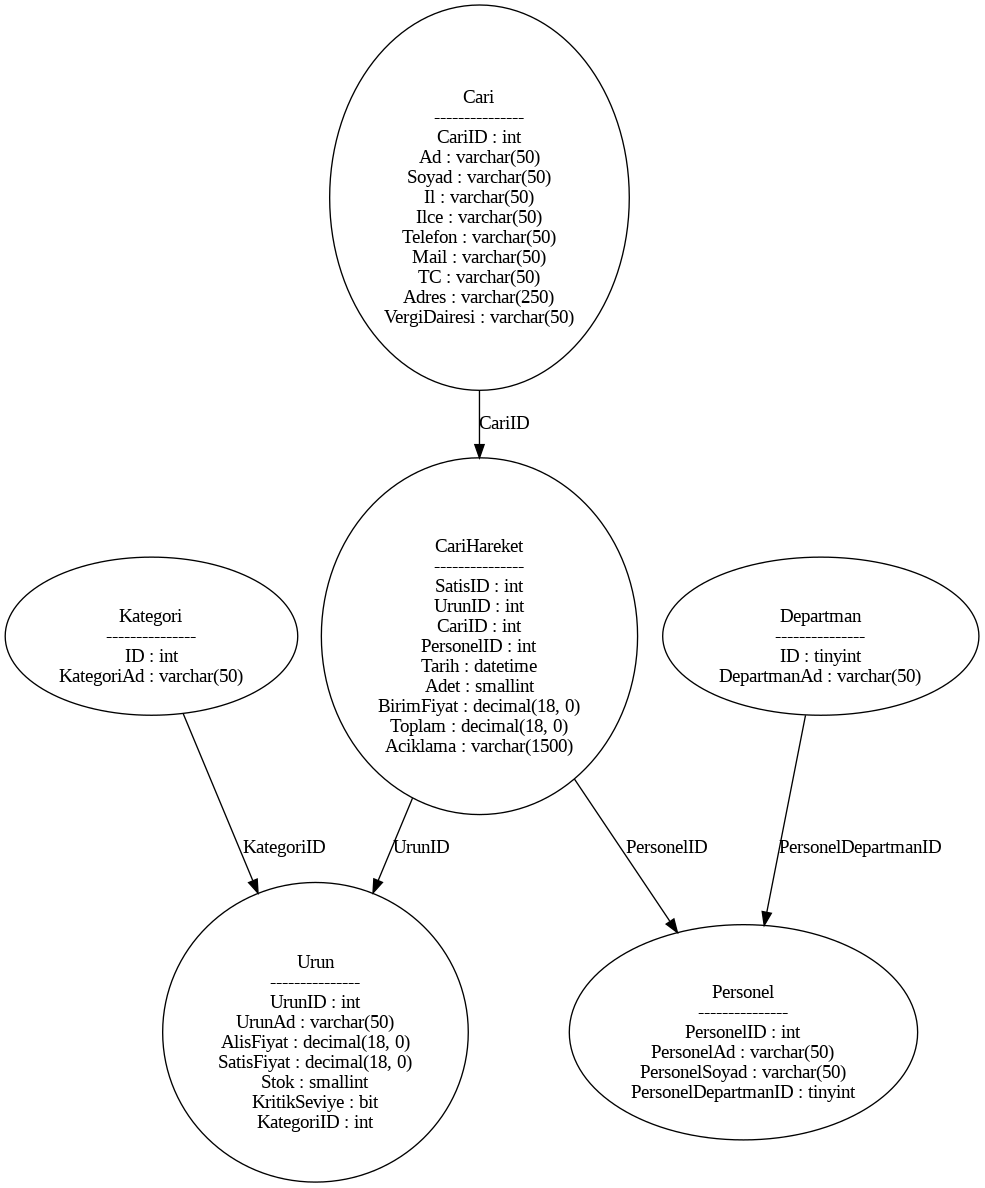 Cari
---------------
CariID : int
Ad : varchar(50)
Soyad : varchar(50)
Il : varchar(50)
Ilce : varchar(50)
Telefon : varchar(50)
Mail : varchar(50)
TC : varchar(50)
Adres : varchar(250)
VergiDairesi : varchar(50)
CariID
Kategori
---------------
ID : int
KategoriAd : varchar(50)
CariHareket
---------------
SatisID : int
UrunID : int
CariID : int
PersonelID : int
Tarih : datetime
Adet : smallint
BirimFiyat : decimal(18, 0)
Toplam : decimal(18, 0)
Aciklama : varchar(1500)
Departman
---------------
ID : tinyint
DepartmanAd : varchar(50)
KategoriID
UrunID
PersonelID
PersonelDepartmanID
Urun
---------------
UrunID : int
UrunAd : varchar(50)
AlisFiyat : decimal(18, 0)
SatisFiyat : decimal(18, 0)
Stok : smallint
KritikSeviye : bit
KategoriID : int
Personel
---------------
PersonelID : int
PersonelAd : varchar(50)
PersonelSoyad : varchar(50)
PersonelDepartmanID : tinyint